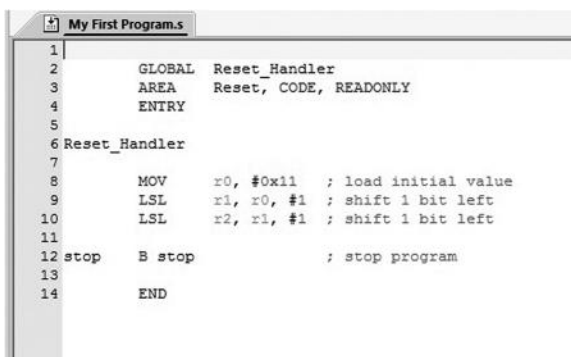 My First Program.s
1
2 GLOBAL Reset_Handler
3 AREA Reset, CODE, READONLY
4 ENTRY
5
6 Reset_Handler
7
8 MOV r0, #0x11 ; load initial value
9 LSL r1, r0, #1 ; shift 1 bit left
10 LSL r2, r1, #1 ; shift 1 bit left
11
12 stop B stop ; stop program
13
14 END